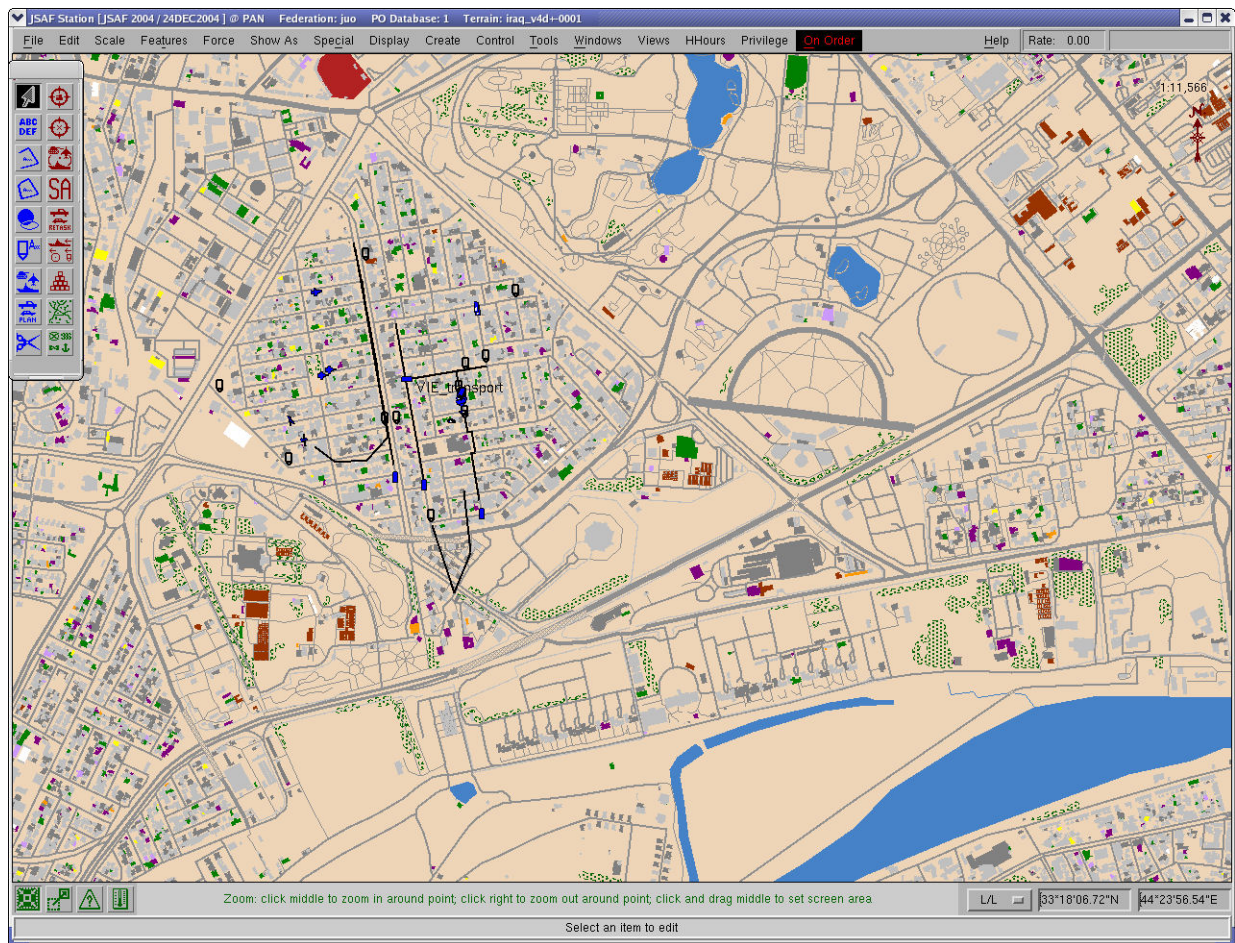 JSAF Station [ JSAF 2004 / 24DEC2004 ] @ PAN Federation: juo PO Database: 1 Terrain: iraq_v4d+-0001
File Edit Scale Features Force Show As Special Display Create Control Tools Windows Views HHours Privilege On Order Help Rate: 0.00
1:11,566
N
ABC
DEF
SA
RETASK
A
PLAN
1_VIE_transport
Zoom: click middle to zoom in around point; click right to zoom out around point; click and drag middle to set screen area
L/L 33°18'06.72"N 44°23'56.54"E
Select an item to edit